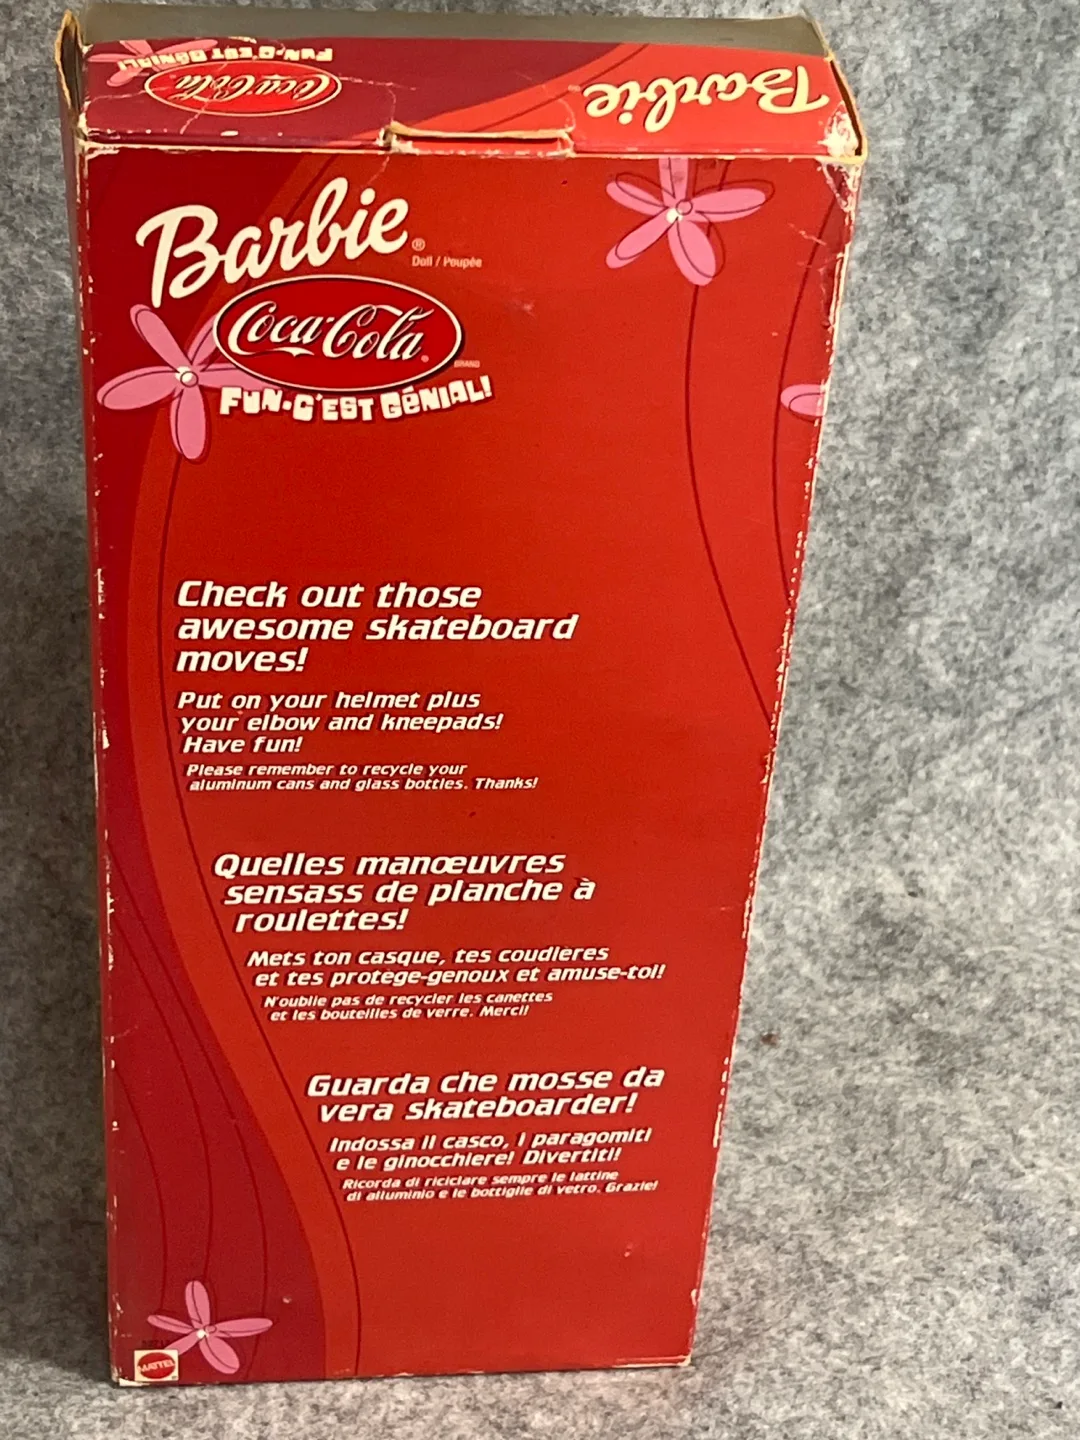 FUN·C'EST GÉNIAL!
Coca-Cola
Barbie
Barbie®
Doll / Poupée
Coca-Cola®
BRAND
FUN·C'EST GÉNIAL!
Check out those
awesome skateboard
moves!
Put on your helmet plus
your elbow and kneepads!
Have fun!
Please remember to recycle your
aluminum cans and glass bottles. Thanks!
Quelles manœuvres
sensass de planche à
roulettes!
Mets ton casque, tes coudières
et tes protège-genoux et amuse-toi!
N'oublie pas de recycler les canettes
et les bouteilles de verre. Merci!
Guarda che mosse da
vera skateboarder!
Indossa il casco, i paragomiti
e le ginocchiere! Divertiti!
Ricorda di riciclare sempre le lattine
di alluminio e le bottiglie di vetro. Grazie!
MATTEL